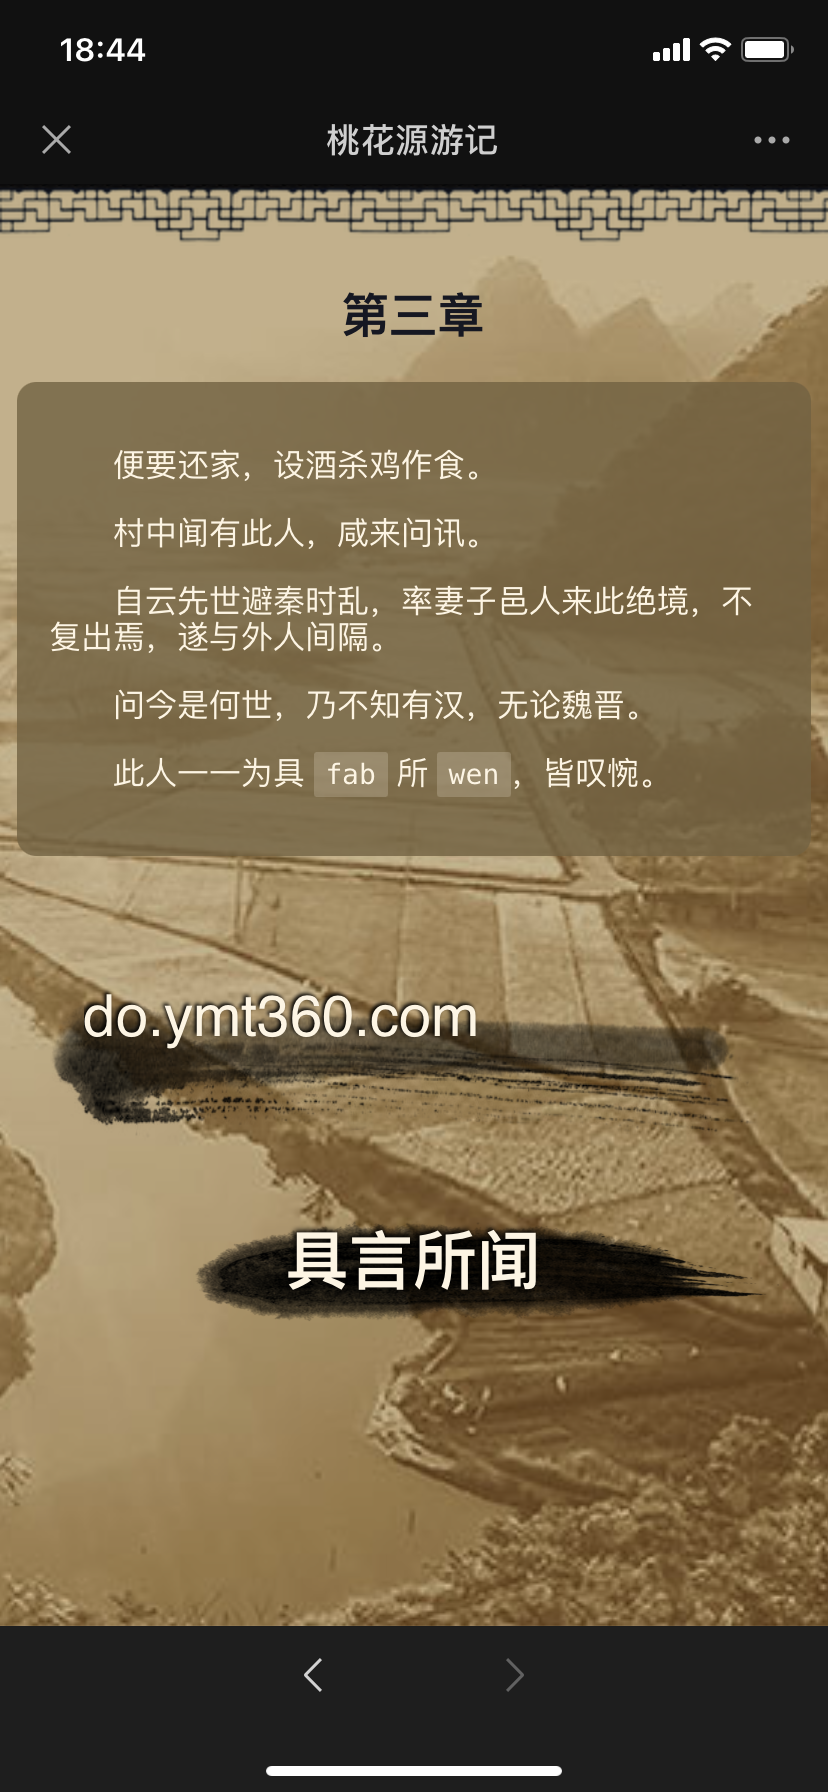 18:44
桃花源游记
第三章
便要还家，设酒杀鸡作食。
村中闻有此人，咸来问讯。
自云先世避秦时乱，率妻子邑人来此绝境，不
复出焉，遂与外人间隔。
问今是何世，乃不知有汉，无论魏晋。
此人一一为具 fab 所 wen，皆叹惋。
do.ymt360.com
具言所闻